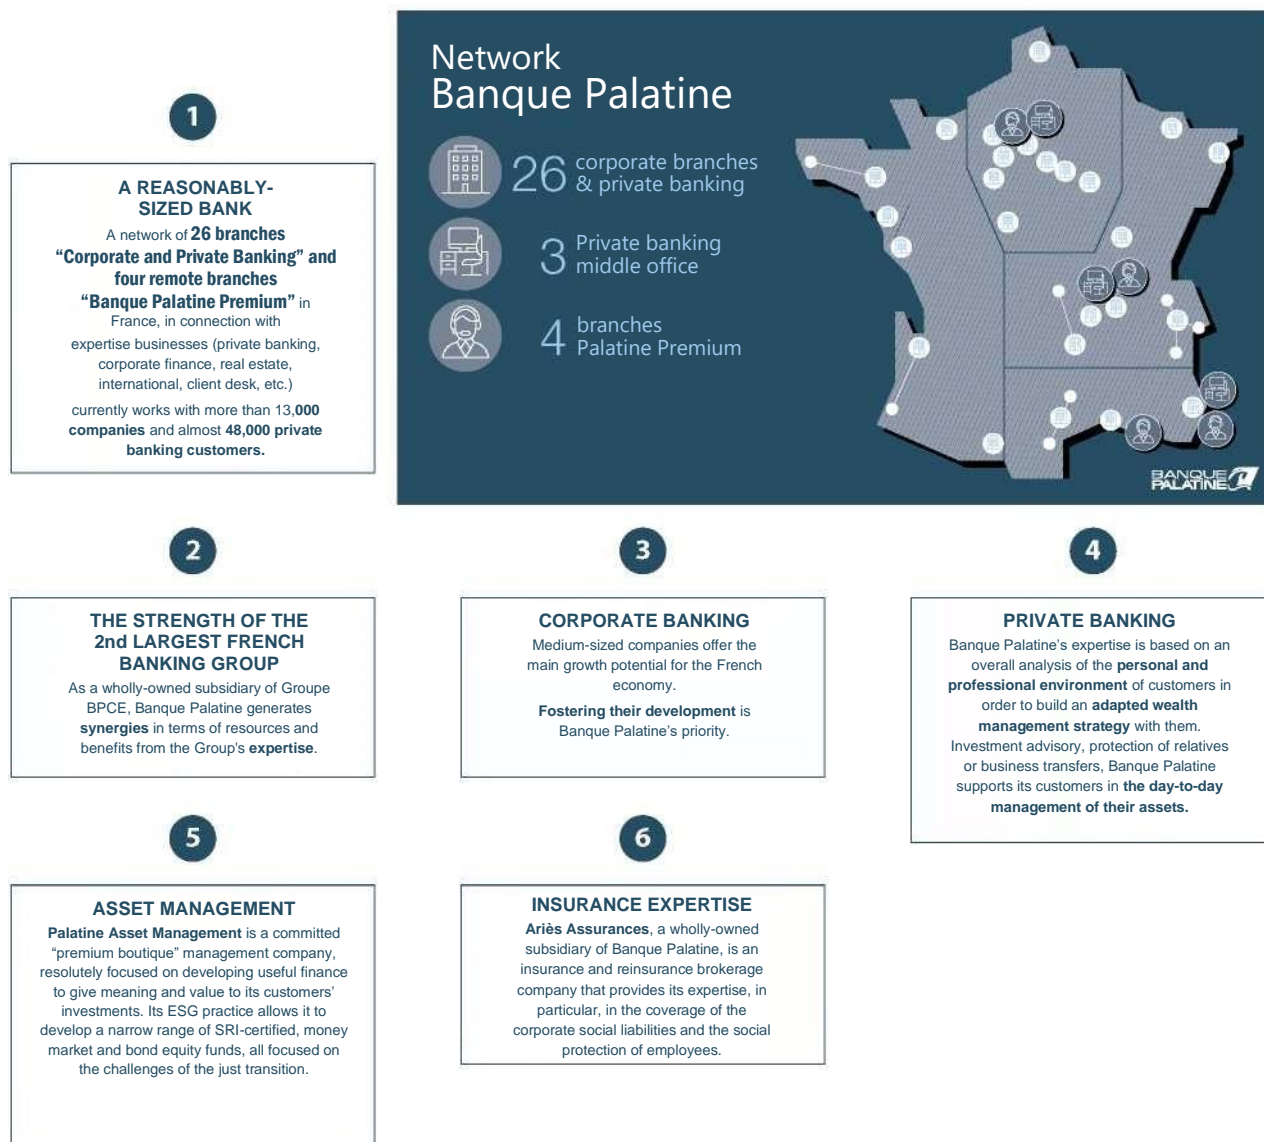 Network
Banque Palatine
26 corporate branches
& private banking
3 Private banking
middle office
4 branches
Palatine Premium
BANQUE
PALATINE
1
A REASONABLY-
SIZED BANK
A network of 26 branches
“Corporate and Private Banking” and
four remote branches
“Banque Palatine Premium” in
France, in connection with
expertise businesses (private banking,
corporate finance, real estate,
international, client desk, etc.)
currently works with more than 13,000
companies and almost 48,000 private
banking customers.
2
THE STRENGTH OF THE
2nd LARGEST FRENCH
BANKING GROUP
As a wholly-owned subsidiary of Groupe
BPCE, Banque Palatine generates
synergies in terms of resources and
benefits from the Group’s expertise.
3
CORPORATE BANKING
Medium-sized companies offer the
main growth potential for the French
economy.
Fostering their development is
Banque Palatine’s priority.
4
PRIVATE BANKING
Banque Palatine’s expertise is based on an
overall analysis of the personal and
professional environment of customers in
order to build an adapted wealth
management strategy with them.
Investment advisory, protection of relatives
or business transfers, Banque Palatine
supports its customers in the day-to-day
management of their assets.
5
ASSET MANAGEMENT
Palatine Asset Management is a committed
“premium boutique” management company,
resolutely focused on developing useful finance
to give meaning and value to its customers’
investments. Its ESG practice allows it to
develop a narrow range of SRI-certified, money
market and bond equity funds, all focused on
the challenges of the just transition.
6
INSURANCE EXPERTISE
Ariès Assurances, a wholly-owned
subsidiary of Banque Palatine, is an
insurance and reinsurance brokerage
company that provides its expertise, in
particular, in the coverage of the
corporate social liabilities and the social
protection of employees.